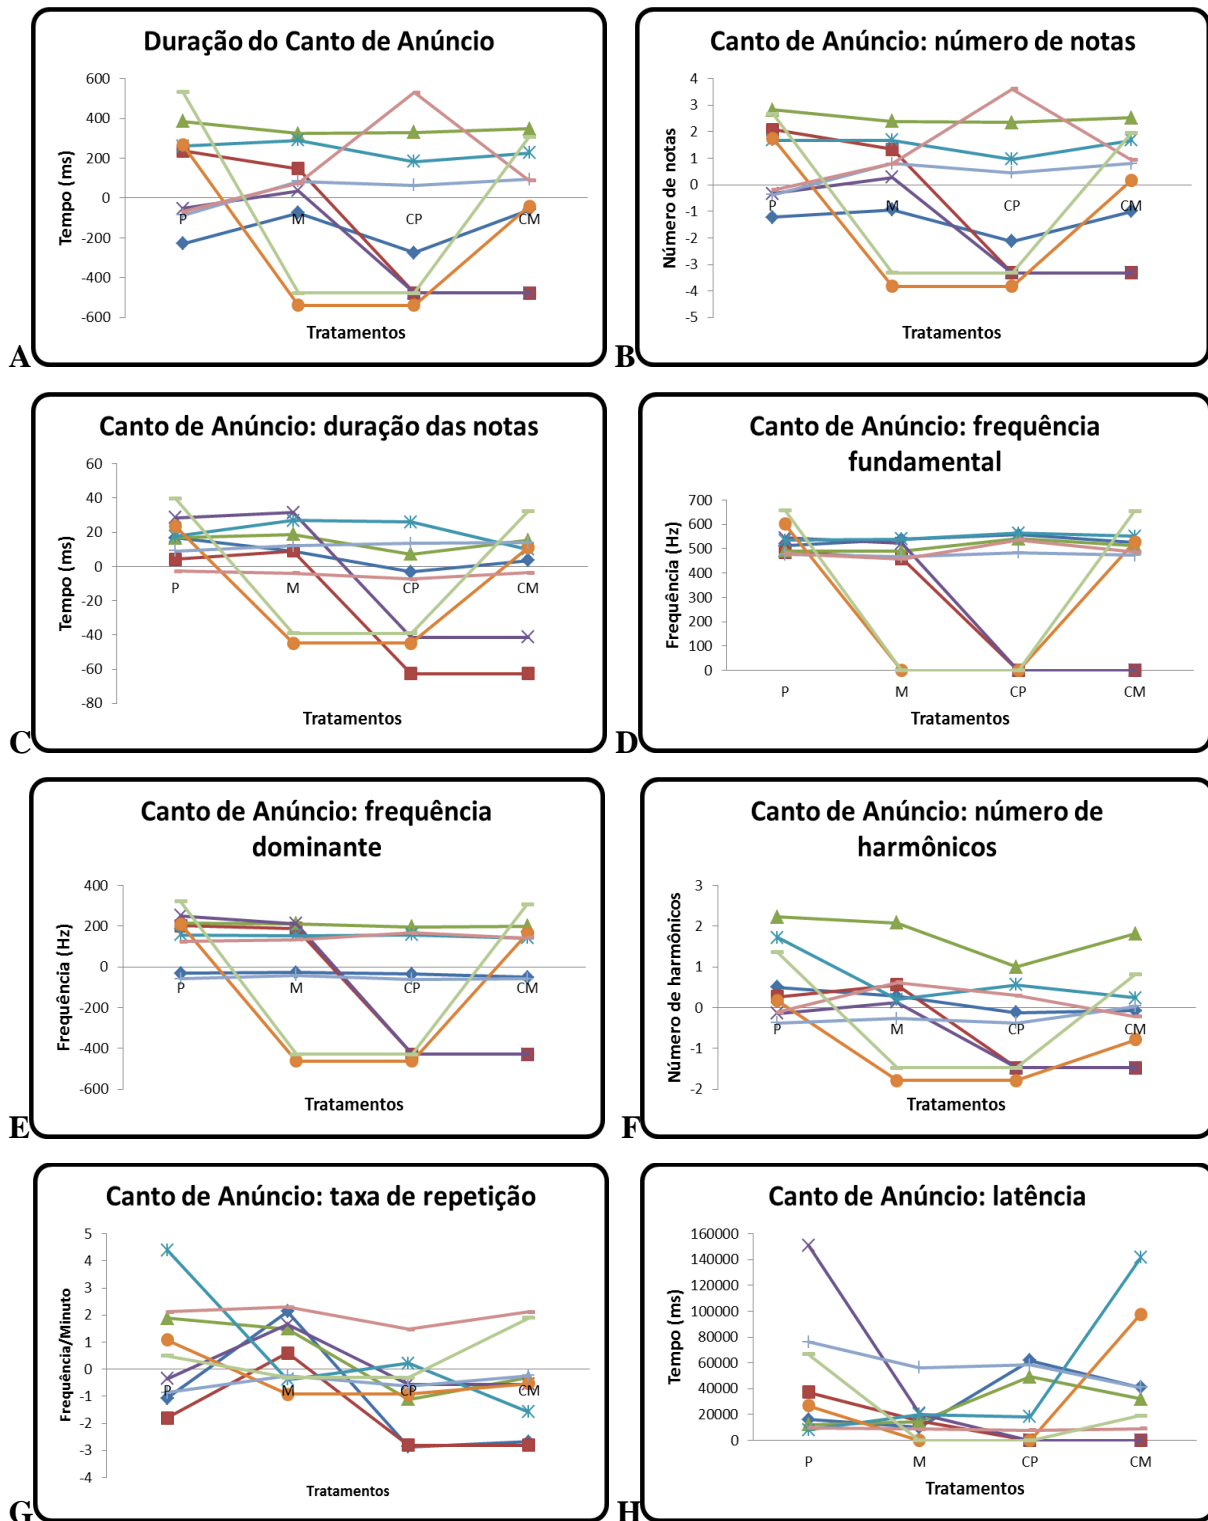 Duração do Canto de Anúncio
600
400
200
0
-200
-400
-600
Tempo (ms)
P
M
CP
CM
Tratamentos
A
Canto de Anúncio: número de notas
4
3
2
1
0
-1
-2
-3
-4
-5
Número de notas
P
M
CP
CM
Tratamentos
B
Canto de Anúncio: duração das notas
60
40
20
0
-20
-40
-60
-80
Tempo (ms)
P
M
CP
CM
Tratamentos
C
Canto de Anúncio: frequência
fundamental
700
600
500
400
300
200
100
0
Frequência (Hz)
P
M
CP
CM
Tratamentos
D
Canto de Anúncio: frequência
dominante
400
200
0
-200
-400
-600
Frequência (Hz)
P
M
CP
CM
Tratamentos
E
Canto de Anúncio: número de
harmônicos
3
2
1
0
-1
-2
Número de harmônicos
P
M
CP
CM
Tratamentos
F
Canto de Anúncio: taxa de repetição
5
4
3
2
1
0
-1
-2
-3
-4
Frequência/Minuto
P
M
CP
CM
Tratamentos
G
Canto de Anúncio: latência
160000
140000
120000
100000
80000
60000
40000
20000
0
Tempo (ms)
P
M
CP
CM
Tratamentos
H